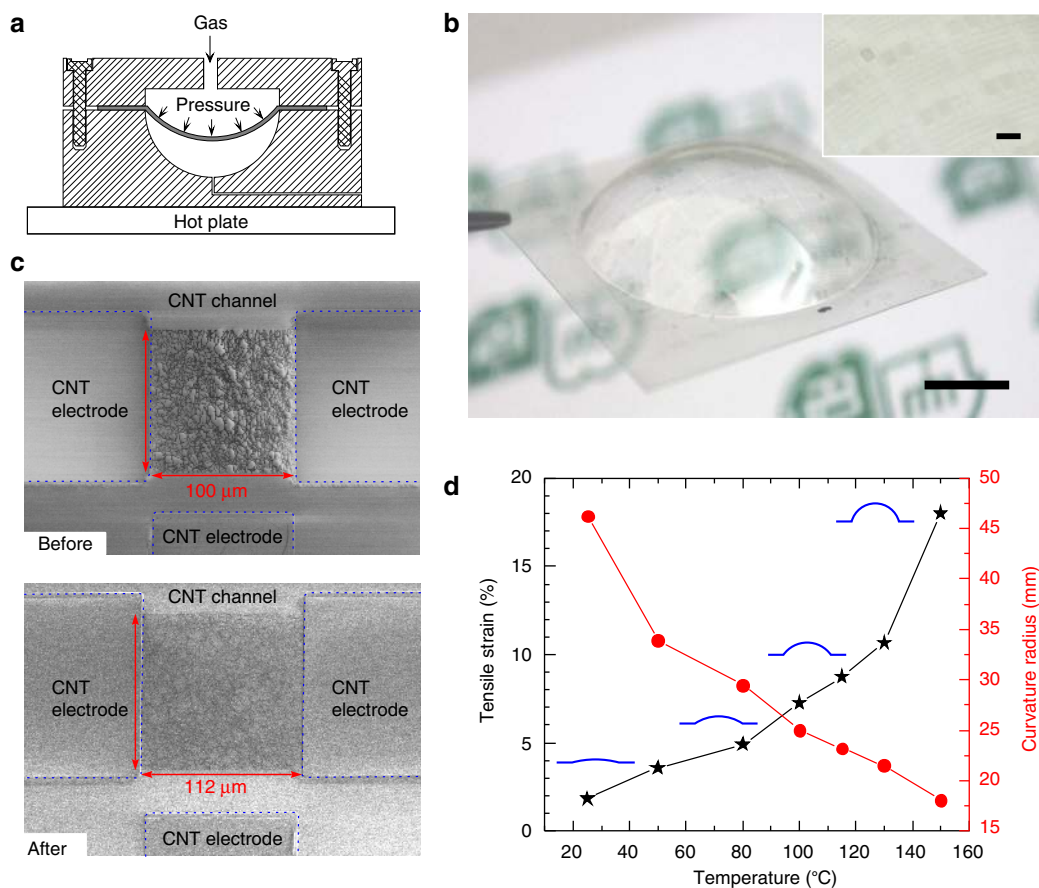 a
Gas
Pressure
Hot plate
b
c
CNT channel
CNT
electrode
CNT
electrode
100 μm
CNT electrode
Before
CNT channel
CNT
electrode
CNT
electrode
112 μm
CNT electrode
After
d
20
15
10
5
0
Tensile strain (%)
50
45
40
35
30
25
20
15
Curvature radius (mm)
20 40 60 80 100 120 140 160
Temperature (°C)